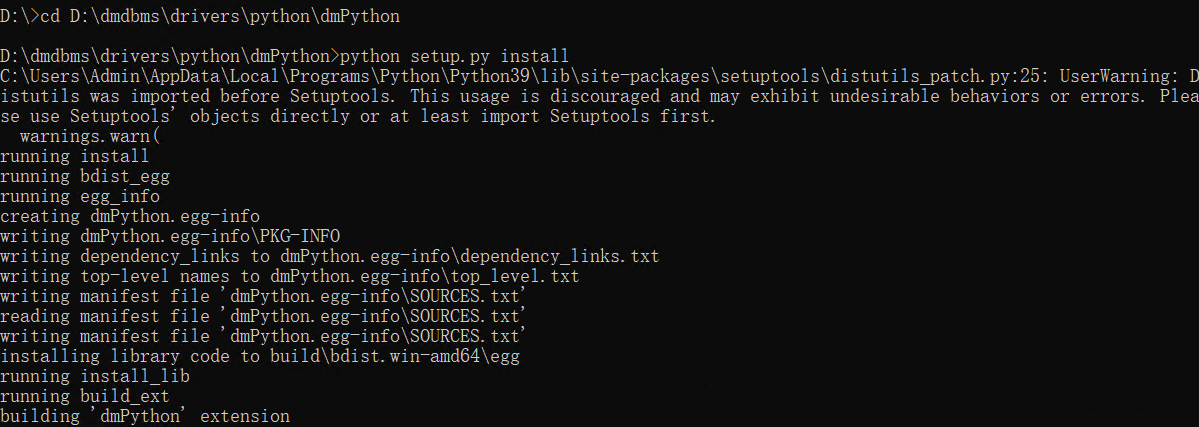 D:\>cd D:\dmdbms\drivers\python\dmPython
D:\dmdbms\drivers\python\dmPython>python setup.py install
C:\Users\Admin\AppData\Local\Programs\Python\Python39\lib\site-packages\setuptools\distutils_patch.py:25: UserWarning: D
istutils was imported before Setuptools. This usage is discouraged and may exhibit undesirable behaviors or errors. Plea
se use Setuptools' objects directly or at least import Setuptools first.
  warnings.warn(
running install
running bdist_egg
running egg_info
creating dmPython.egg-info
writing dmPython.egg-info\PKG-INFO
writing dependency_links to dmPython.egg-info\dependency_links.txt
writing top-level names to dmPython.egg-info\top_level.txt
writing manifest file 'dmPython.egg-info\SOURCES.txt'
reading manifest file 'dmPython.egg-info\SOURCES.txt'
writing manifest file 'dmPython.egg-info\SOURCES.txt'
installing library code to build\bdist.win-amd64\egg
running install_lib
running build_ext
building 'dmPython' extension